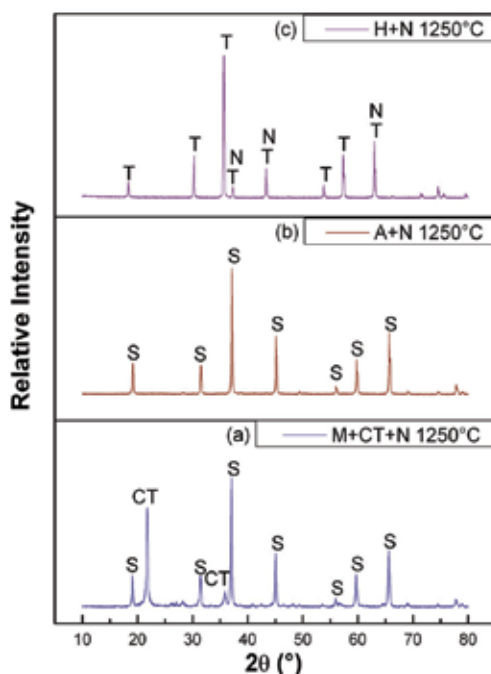 (c) H+N 1250°C
T
N
N T
T T N T T
T T
(b) A+N 1250°C
S
S
S
S S S
S
(a) M+CT+N 1250°C
S
CT
S
S S CT S
S
Relative Intensity
10 20 30 40 50 60 70 80
2θ (°)